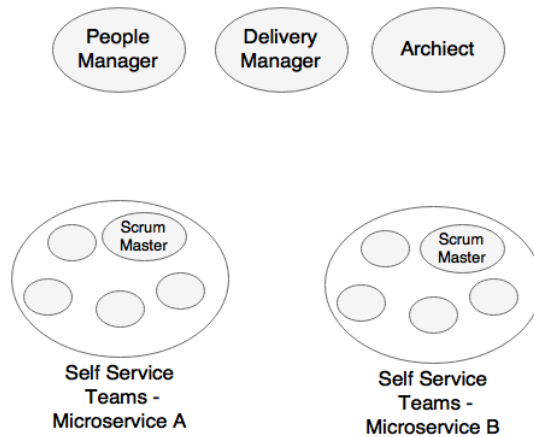 People
Manager
Delivery
Manager
Archiect
Scrum
Master
Scrum
Master
Self Service
Teams -
Microservice A
Self Service
Teams -
Microservice B